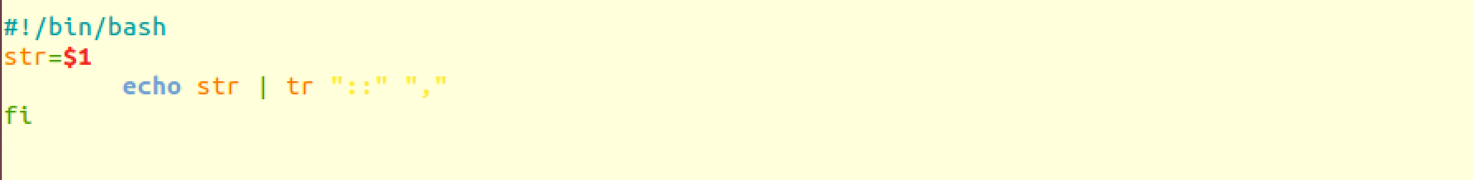 #!/bin/bash
str=$1
        echo str | tr "::" ","
fi